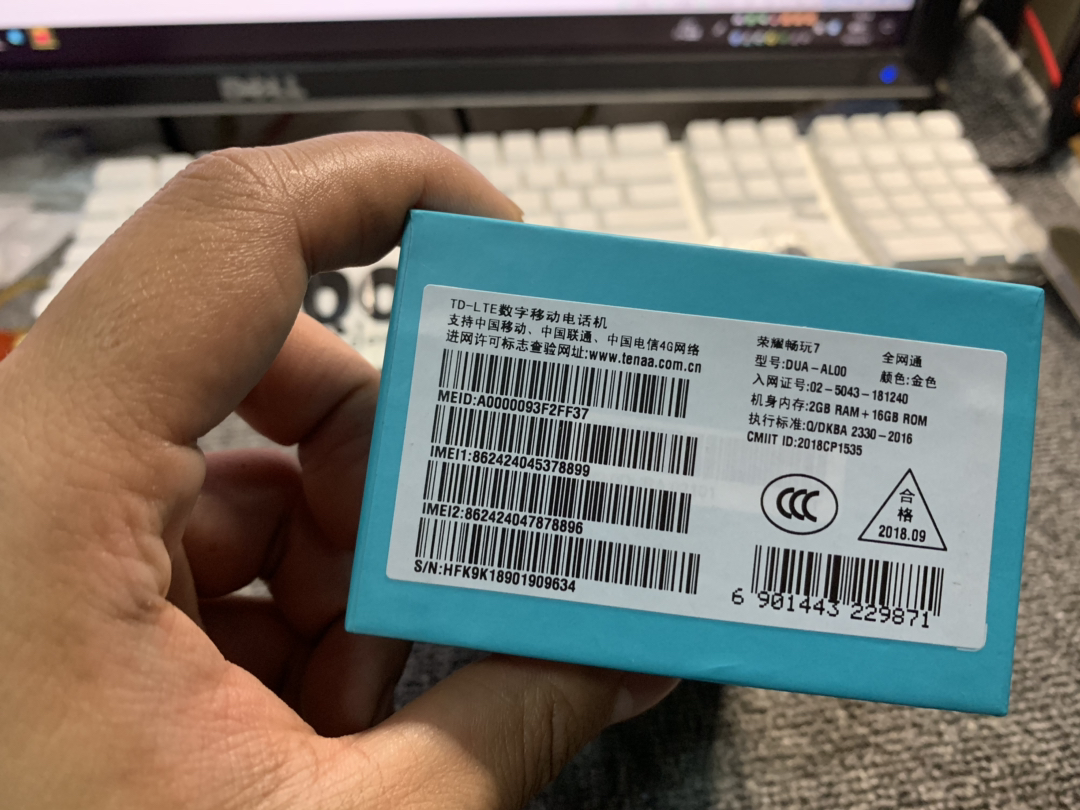 DELL
TD-LTE数字移动电话机
支持中国移动、中国联通、中国电信4G网络
进网许可标志查验网址:www.tenaa.com.cn
MEID:A0000093F2FF37
IMEI1:862424045378899
IMEI2:862424047878896
S/N:HFK9K18901909634
荣耀畅玩7 全网通
型号:DUA-AL00 颜色:金色
入网证号:02-5043-181240
机身内存:2GB RAM+16GB ROM
执行标准:Q/DKBA 2330-2016
CMIIT ID:2018CP1535
CCC
合
格
2018.09
6 901443 229871